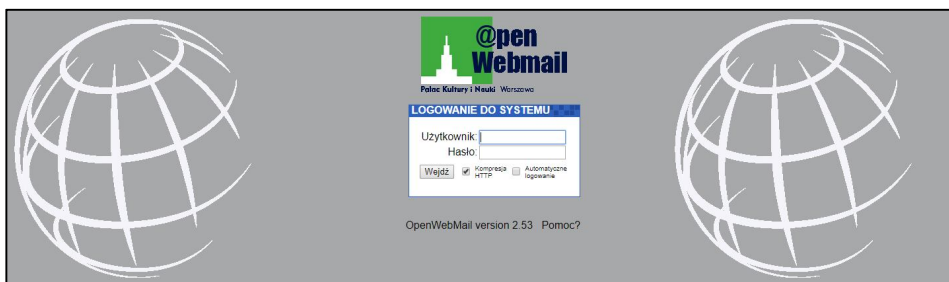 @pen
Webmail
Pałac Kultury i Nauki Warszawa
LOGOWANIE DO SYSTEMU
Użytkownik:
Hasło:
Wejdź Kompresja HTTP Automatyczne logowanie
OpenWebMail version 2.53 Pomoc?